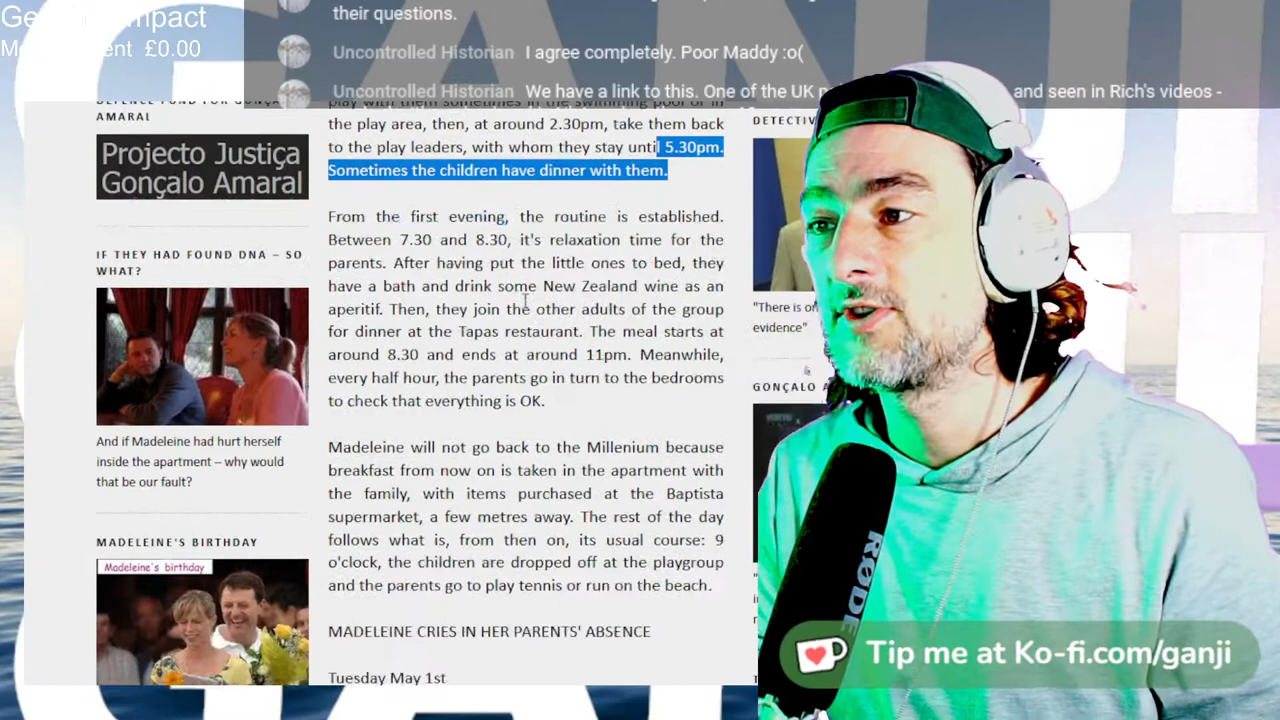 their questions.
Uncontrolled Historian I agree completely. Poor Maddy :o(
Uncontrolled Historian We have a link to this. One of the UK
and seen in Rich's videos -
£0.00
AMARAL
Projecto Justiça
Gonçalo Amaral
IF THEY HAD FOUND DNA – SO
WHAT?
And if Madeleine had hurt herself
inside the apartment – why would
that be our fault?
MADELEINE'S BIRTHDAY
Madeleine's birthday
play with them sometimes in the swimming pool or in
the play area, then, at around 2.30pm, take them back
to the play leaders, with whom they stay until 5.30pm.
Sometimes the children have dinner with them.
From the first evening, the routine is established.
Between 7.30 and 8.30, it's relaxation time for the
parents. After having put the little ones to bed, they
have a bath and drink some New Zealand wine as an
aperitif. Then, they join the other adults of the group
for dinner at the Tapas restaurant. The meal starts at
around 8.30 and ends at around 11pm. Meanwhile,
every half hour, the parents go in turn to the bedrooms
to check that everything is OK.
Madeleine will not go back to the Millenium because
breakfast from now on is taken in the apartment with
the family, with items purchased at the Baptista
supermarket, a few metres away. The rest of the day
follows what is, from then on, its usual course: 9
o'clock, the children are dropped off at the playgroup
and the parents go to play tennis or run on the beach.
MADELEINE CRIES IN HER PARENTS' ABSENCE
Tuesday May 1st
"There is
evidence"
RØDE
Tip me at Ko-fi.com/ganji